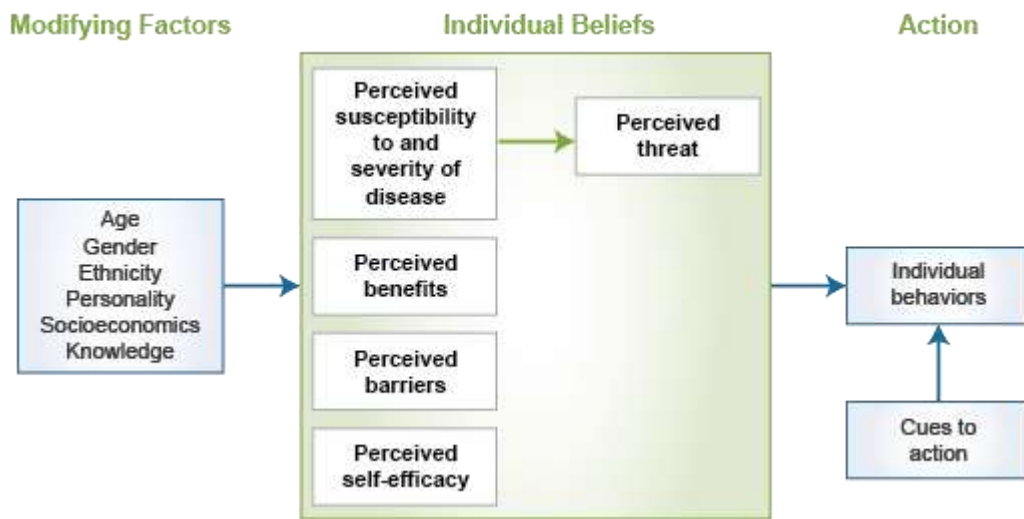 Modifying Factors
Individual Beliefs
Action
Age
Gender
Ethnicity
Personality
Socioeconomics
Knowledge
Perceived
susceptibility
to and
severity of
disease
Perceived
threat
Perceived
benefits
Perceived
barriers
Perceived
self-efficacy
Individual
behaviors
Cues to
action